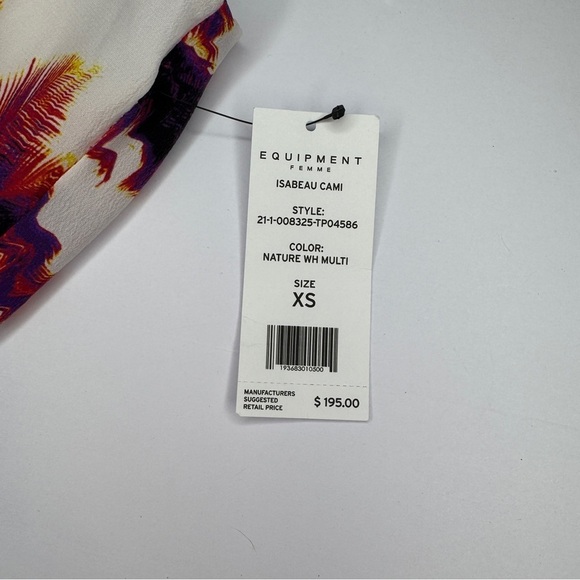 EQUIPMENT
FEMME
ISABEAU CAMI
STYLE:
21-1-008325-TP04586
COLOR:
NATURE WH MULTI
SIZE
XS
193683010500
MANUFACTURERS
SUGGESTED
RETAIL PRICE
$ 195.00